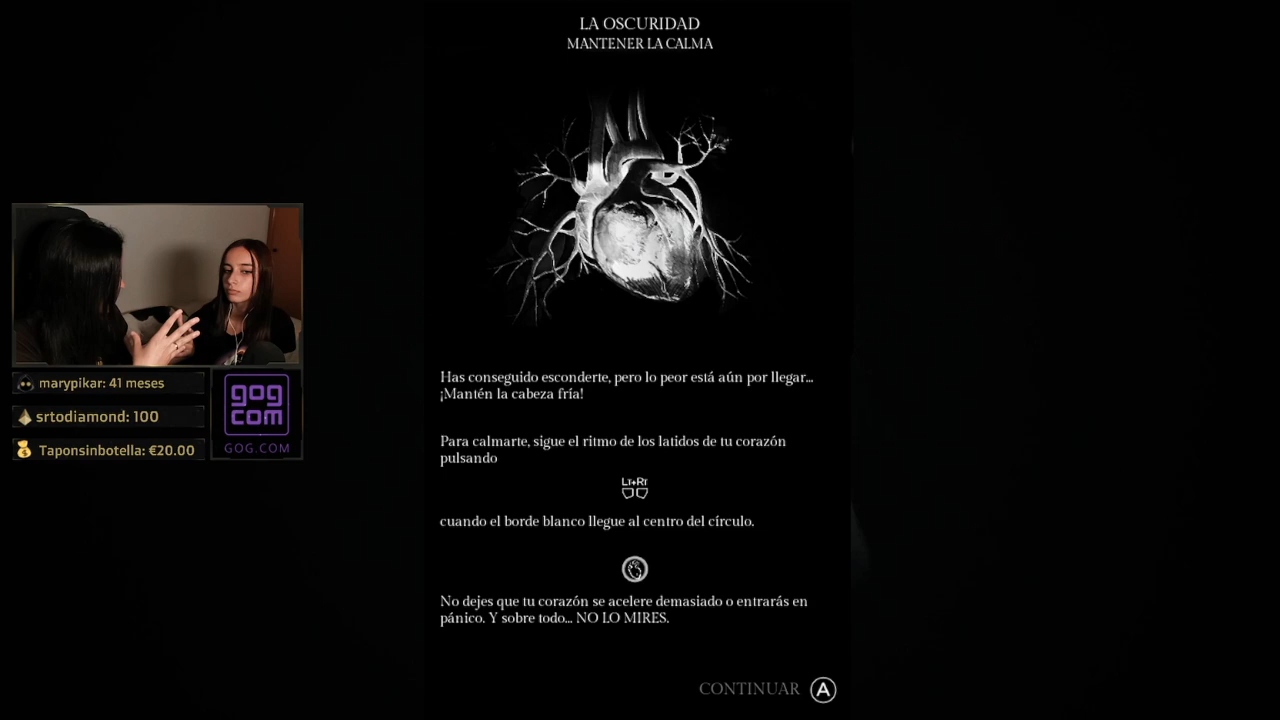 LA OSCURIDAD
MANTENER LA CALMA
Has conseguido esconderte, pero lo peor está aún por llegar...
¡Mantén la cabeza fría!
Para calmarte, sigue el ritmo de los latidos de tu corazón
pulsando
LT+RT
cuando el borde blanco llegue al centro del círculo.
No dejes que tu corazón se acelere demasiado o entrarás en
pánico. Y sobre todo... NO LO MIRES.
CONTINUAR A
marypikar: 41 meses
srtodiamond: 100
Taponsinbotella: €20.00
gog
com
GOG.COM